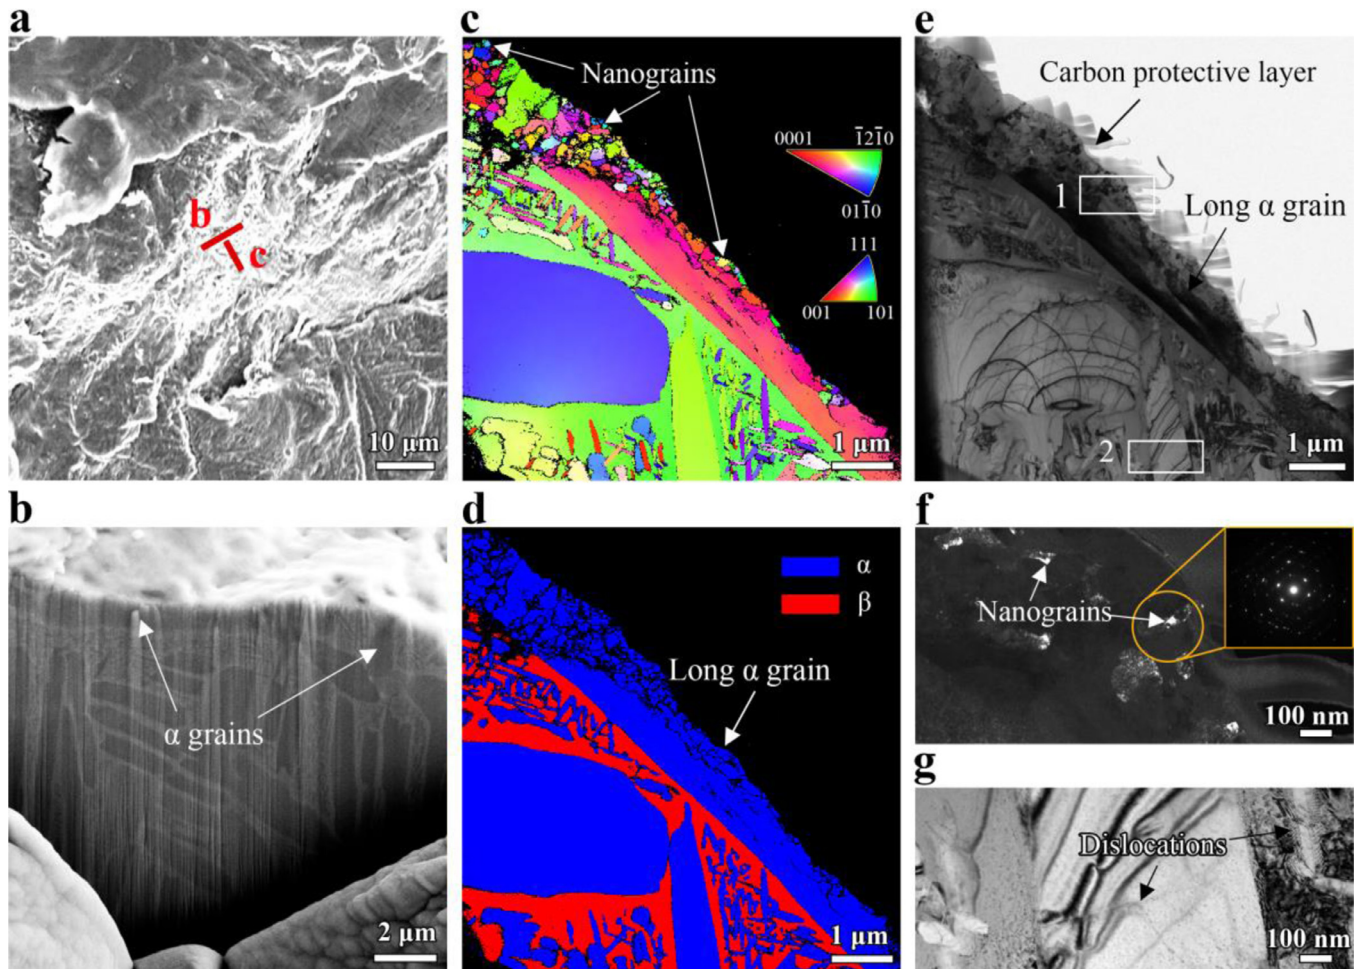 a
b
c
10 μm
b
α grains
2 μm
c
Nanograins
0001
1̄21̄0
011̄0
111
001
101
1 μm
d
α
β
Long α grain
1 μm
e
Carbon protective layer
1
Long α grain
2
1 μm
f
Nanograins
100 nm
g
Dislocations
100 nm